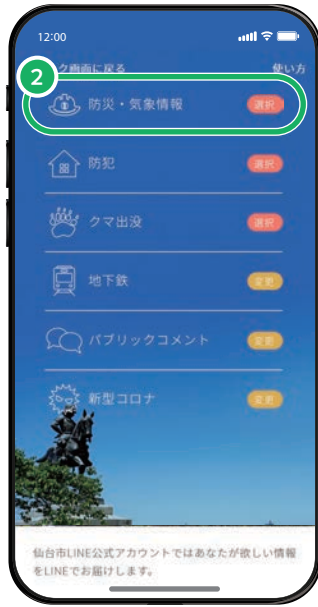 12:00
2
ク画面に戻る 使い方
防災・気象情報 選択
防犯 選択
クマ出没 選択
地下鉄 変更
パブリックコメント 変更
新型コロナ 変更
仙台市LINE公式アカウントではあなたが欲しい情報
をLINEでお届けします。